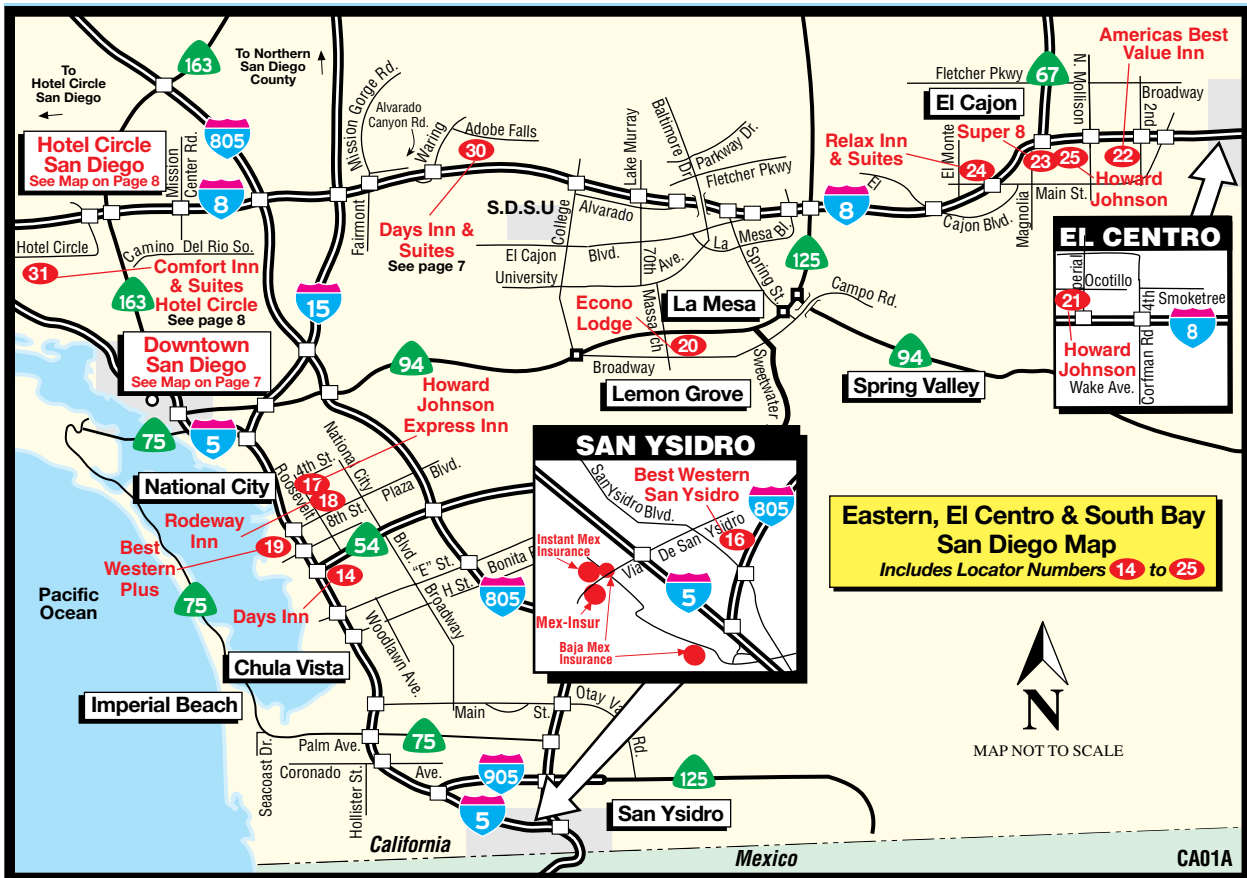 163
To Northern
San Diego
County
To
Hotel Circle
San Diego
Hotel Circle
San Diego
See Map on Page 8
Mission
Center Rd.
805
8
Mission Gorge Rd.
Alvarado
Canyon Rd.
Waring
Adobe Falls
30
Fairmont
Days Inn &
Suites
See page 7
S.D.S.U
College
Alvarado
Lake Murray
Baltimore
Dr.
Parkway Dr.
Fletcher Pkwy
El Cajon
Blvd.
University
Ave.
70th
La
Mesa Bl.
Spring St.
Massach
8
125
Relax Inn
& Suites
24
El Monte
El
Cajon Blvd.
Fletcher Pkwy
67
N. Mollison
El Cajon
Super 8
23
25
Americas Best
Value Inn
22
Broadway
2nd
Howard
Johnson
Main St.
Magnolia
Hotel Circle
31
Camino
Del Rio So.
Comfort Inn
& Suites
Hotel Circle
See page 8
163
15
Downtown
San Diego
See Map on Page 7
94
Econo
Lodge
20
La Mesa
Campo Rd.
Broadway
Lemon Grove
Sweetwater
94
Spring Valley
EL CENTRO
perial
Ocotillo
21
4th
Smoketree
8
Howard
Johnson
Wake Ave.
Corfman Rd
75
5
Howard
Johnson
Express Inn
National City
Roosevelt
4th St.
17
18
National City
Blvd.
Plaza
Blvd.
8th St.
Rodeway
Inn
19
Best
Western
Plus
54
14
Days Inn
"E" St.
H St.
Bonita
Broadway
Woodlawn Ave.
805
Pacific
Ocean
75
Chula Vista
Imperial Beach
SAN YSIDRO
San Ysidro
Blvd.
Best Western
San Ysidro
16
805
De San Ysidro
Via
Instant Mex
Insurance
5
Mex-Insur
Baja Mex
Insurance
Eastern, El Centro & South Bay
San Diego Map
Includes Locator Numbers 14 to 25
N
MAP NOT TO SCALE
Main
St.
Otay Va
Rd.
Seacoast Dr.
Palm Ave.
75
Coronado
Ave.
Hollister St.
905
125
5
San Ysidro
California
Mexico
CA01A